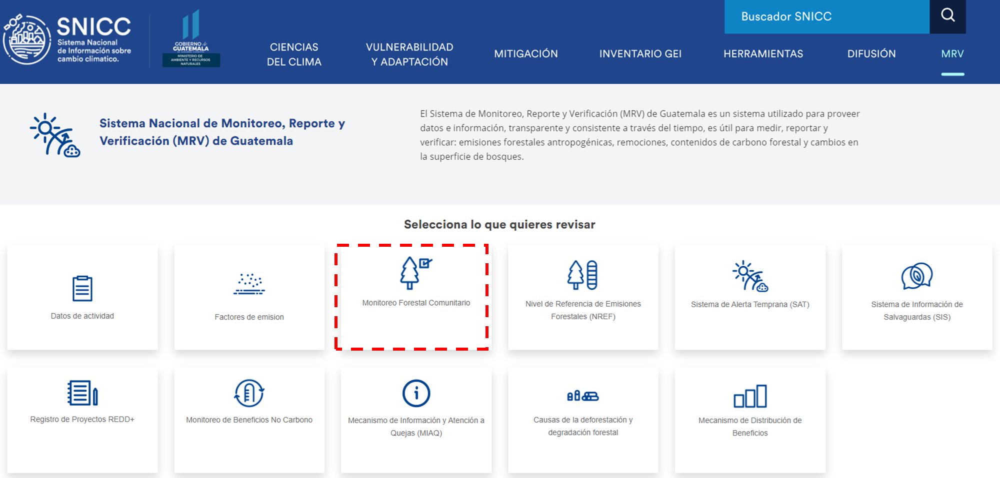 SNICC
Sistema Nacional
de Información sobre
cambio climatico.
GOBIERNO de
GUATEMALA
MINISTERIO DE
AMBIENTE Y RECURSOS
NATURALES
CIENCIAS
DEL CLIMA
VULNERABILIDAD
Y ADAPTACIÓN
MITIGACIÓN
INVENTARIO GEI
HERRAMIENTAS
DIFUSIÓN
MRV
Buscador SNICC
Sistema Nacional de Monitoreo, Reporte y
Verificación (MRV) de Guatemala
El Sistema de Monitoreo, Reporte y Verificación (MRV) de Guatemala es un sistema utilizado para proveer
datos e información, transparente y consistente a través del tiempo, es útil para medir, reportar y
verificar: emisiones forestales antropogénicas, remociones, contenidos de carbono forestal y cambios en
la superficie de bosques.
Selecciona lo que quieres revisar
Datos de actividad
Factores de emision
Monitoreo Forestal Comunitario
Nivel de Referencia de Emisiones
Forestales (NREF)
Sistema de Alerta Temprana (SAT)
Sistema de Información de
Salvaguardas (SIS)
Registro de Proyectos REDD+
Monitoreo de Beneficios No Carbono
Mecanismo de Información y Atención a
Quejas (MIAQ)
Causas de la deforestación y
degradación forestal
Mecanismo de Distribución de
Beneficios